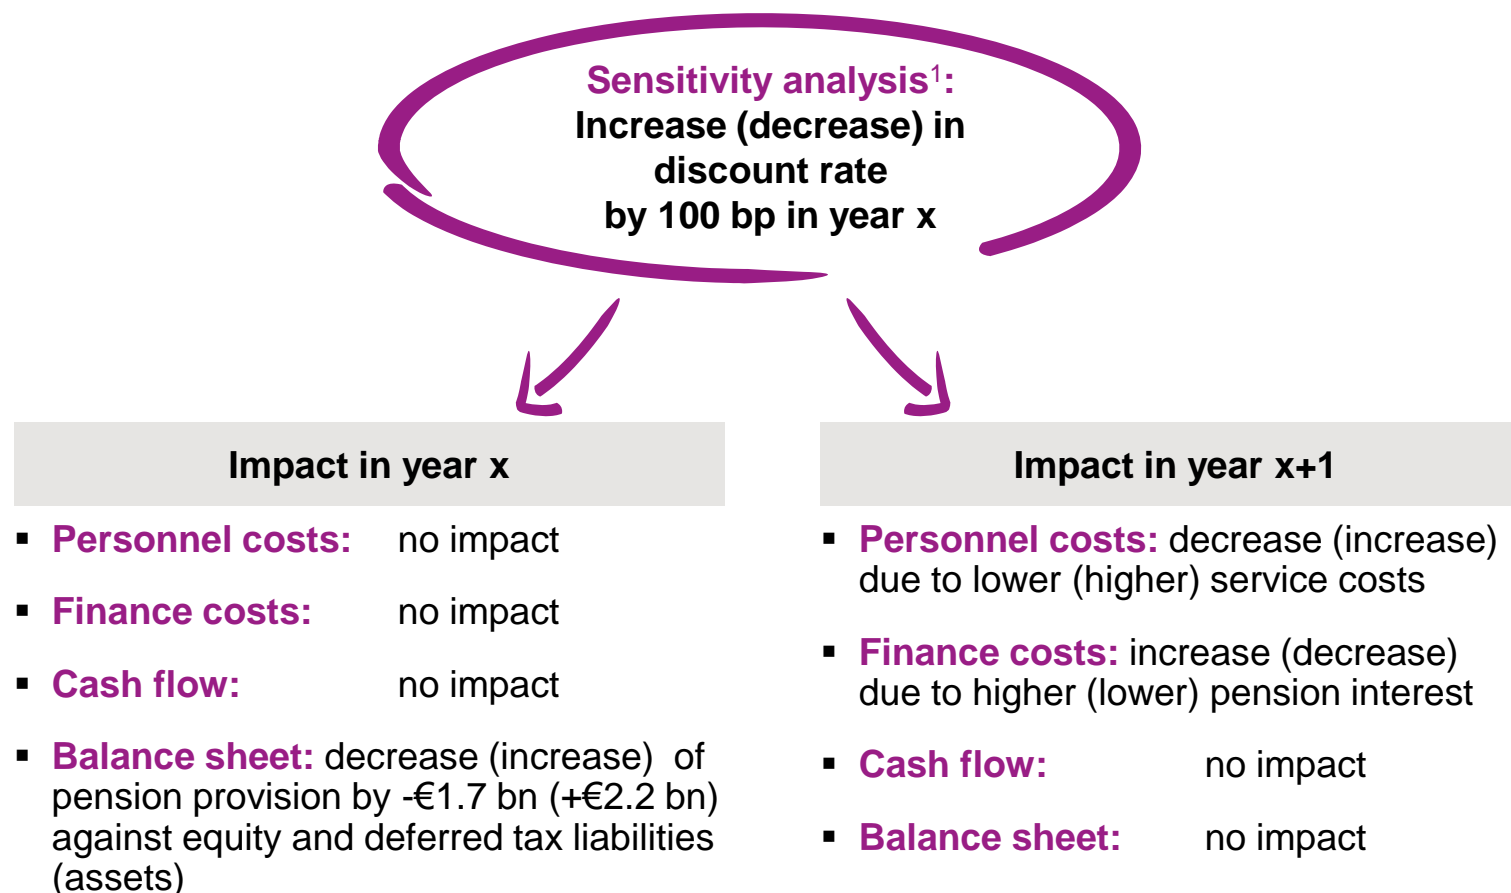 Sensitivity analysis¹:
Increase (decrease) in
discount rate
by 100 bp in year x
Impact in year x
▪ Personnel costs: no impact
▪ Finance costs: no impact
▪ Cash flow: no impact
▪ Balance sheet: decrease (increase) of
pension provision by -€1.7 bn (+€2.2 bn)
against equity and deferred tax liabilities
(assets)
Impact in year x+1
▪ Personnel costs: decrease (increase)
due to lower (higher) service costs
▪ Finance costs: increase (decrease)
due to higher (lower) pension interest
▪ Cash flow: no impact
▪ Balance sheet: no impact